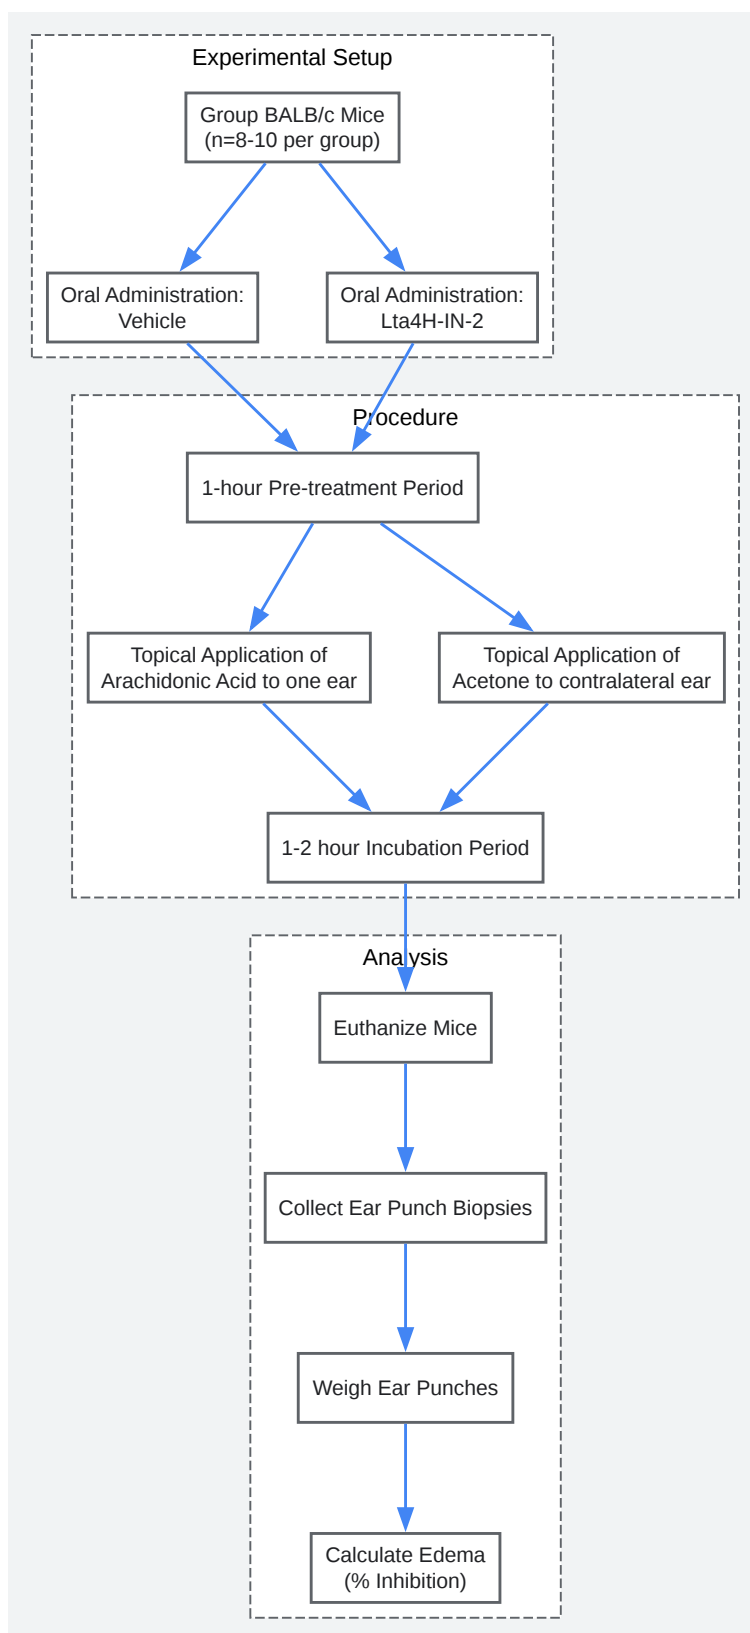 Experimental Setup
Group BALB/c Mice
(n=8-10 per group)
Oral Administration:
Vehicle
Oral Administration:
Lta4H-IN-2
Procedure
1-hour Pre-treatment Period
Topical Application of
Arachidonic Acid to one ear
Topical Application of
Acetone to contralateral ear
1-2 hour Incubation Period
Analysis
Euthanize Mice
Collect Ear Punch Biopsies
Weigh Ear Punches
Calculate Edema
(% Inhibition)